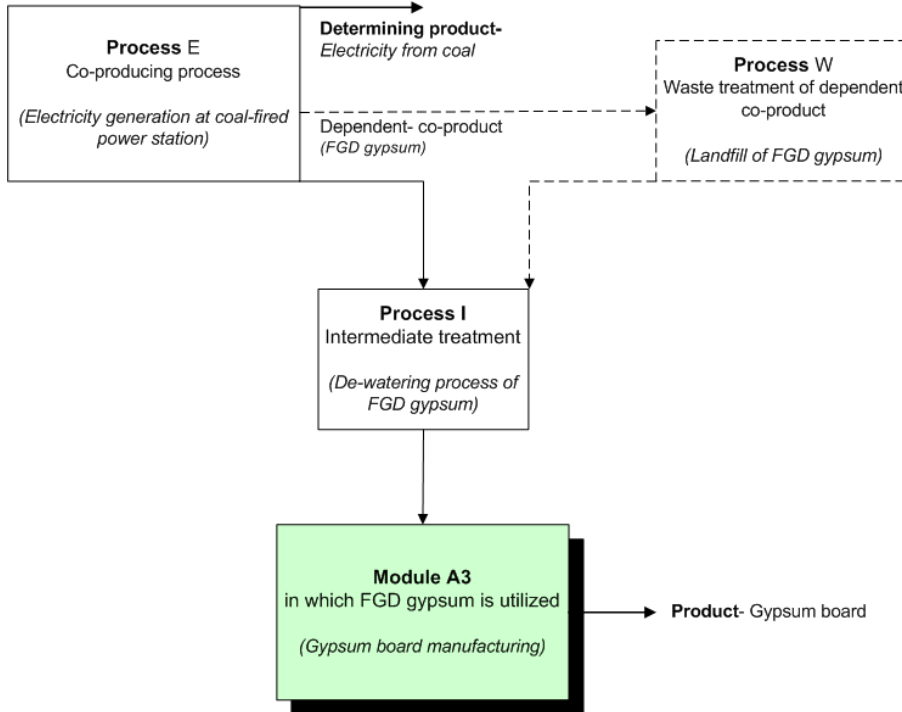 Process E
Co-producing process
(Electricity generation at coal-fired
power station)
Determining product-
Electricity from coal
Dependent- co-product
(FGD gypsum)
Process W
Waste treatment of dependent
co-product
(Landfill of FGD gypsum)
Process I
Intermediate treatment
(De-watering process of
FGD gypsum)
Module A3
in which FGD gypsum is utilized
(Gypsum board manufacturing)
Product- Gypsum board